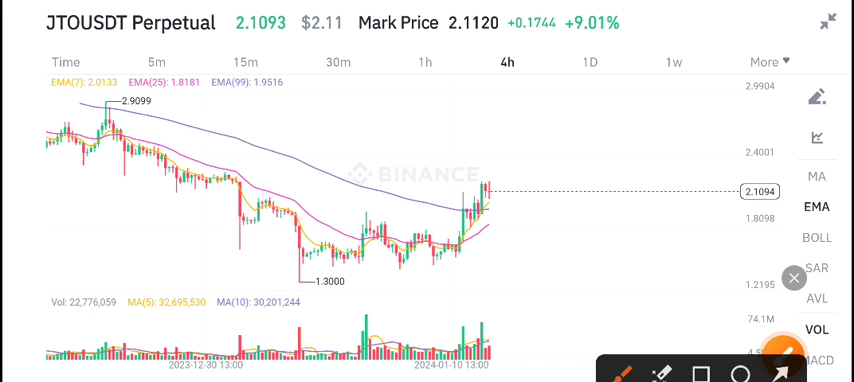 JTOUSDT Perpetual 2.1093 $2.11 Mark Price 2.1120 +0.1744 +9.01%
Time 5m 15m 30m 1h 4h 1D 1w More
EMA(7): 2.0133 EMA(25): 1.8181 EMA(99): 1.9516
2.9904
2.9099
2.4001
BINANCE
MA
2.1094
EMA
1.8098
BOLL
SAR
1.3000
1.2195
AVL
Vol: 22,776,059 MA(5): 32,695,530 MA(10): 30,201,244
74.1M
VOL
MACD
2023-12-30 13:00 2024-01-10 13:00